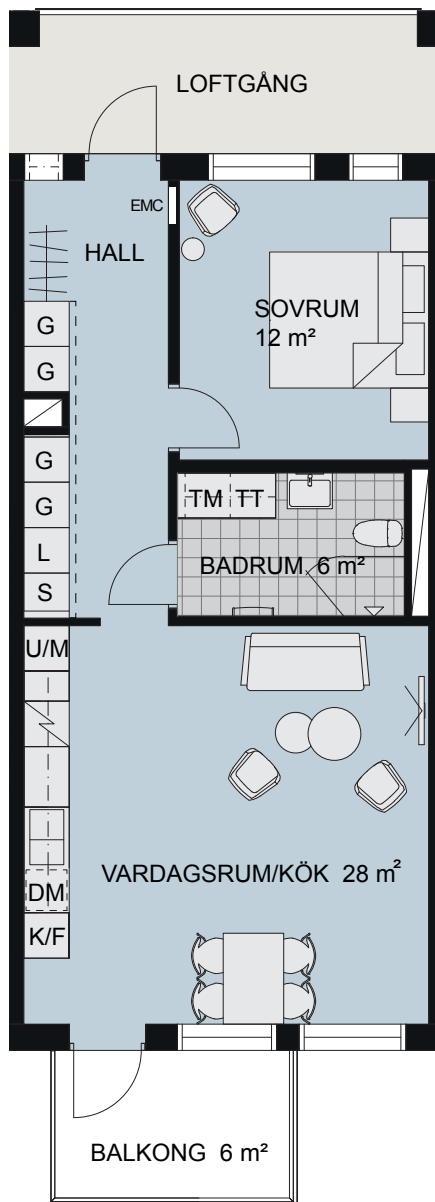 LOFTGÅNG
EMC
HALL
SOVRUM
12 m²
G
G
G
G
L
S
TM TT
BADRUM 6 m²
U/M
VARDAGSRUM/KÖK 28 m²
DM
K/F
BALKONG 6 m²